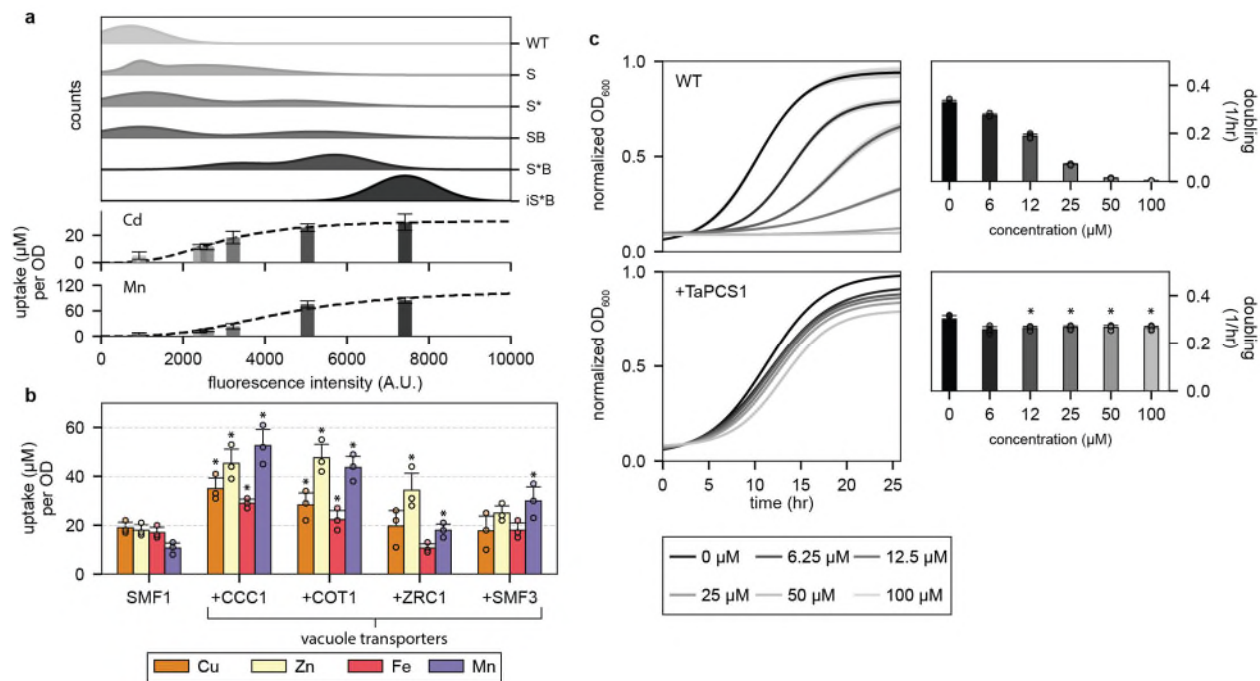 a
counts
WT
S
S*
SB
S*B
iS*B
Cd
20
0
Mn
120
60
0
uptake (μM)
per OD
0 2000 4000 6000 8000 10000
fluorescence intensity (A.U.)
b
uptake (μM)
per OD
60
40
20
0
* * * * * * * * * * *
SMF1 +CCC1 +COT1 +ZRC1 +SMF3
vacuole transporters
Cu Zn Fe Mn
c
WT
normalized OD600
1.0
0.5
0.0
doubling
(1/hr)
0.4
0.2
0.0
0 6 12 25 50 100
concentration (μM)
+TaPCS1
normalized OD600
1.0
0.5
0.0
0 5 10 15 20 25
time (hr)
* * * *
doubling
(1/hr)
0.4
0.2
0.0
0 6 12 25 50 100
concentration (μM)
0 μM 6.25 μM 12.5 μM
25 μM 50 μM 100 μM